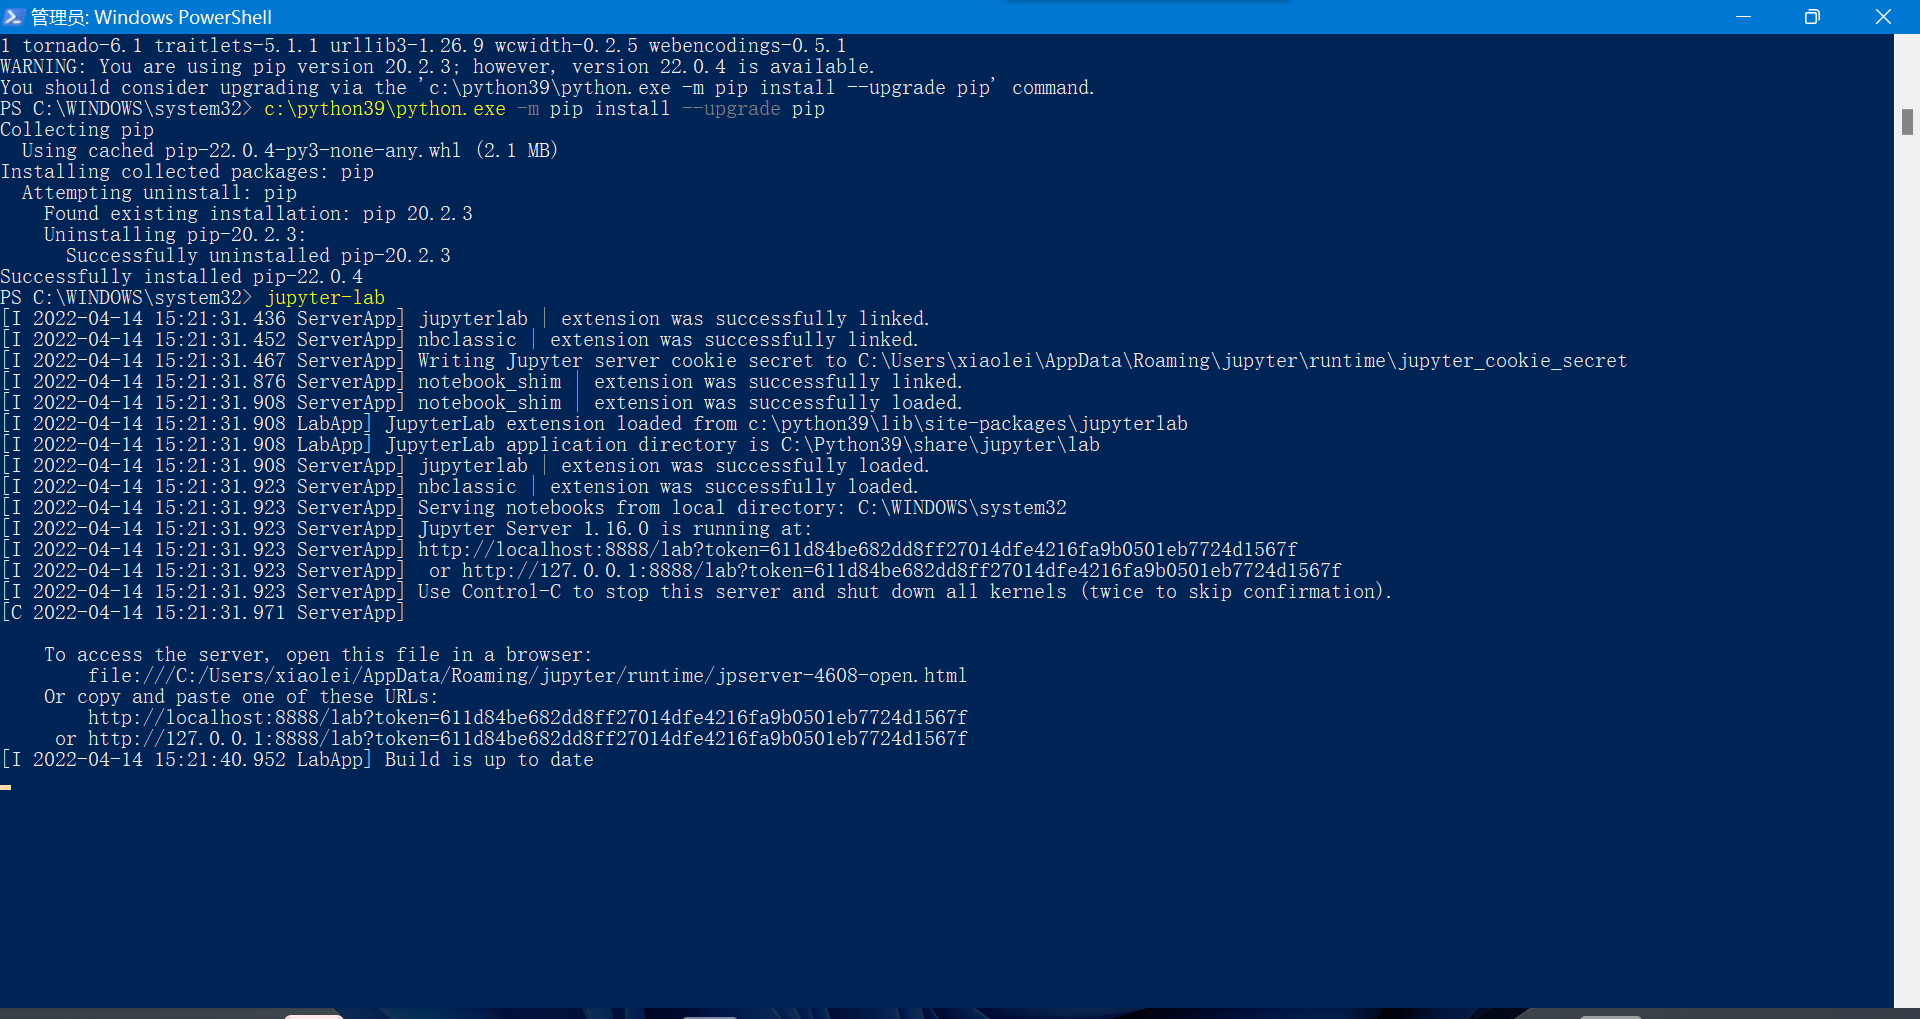 管理员: Windows PowerShell
1 tornado-6.1 traitlets-5.1.1 urllib3-1.26.9 wcwidth-0.2.5 webencodings-0.5.1
WARNING: You are using pip version 20.2.3; however, version 22.0.4 is available.
You should consider upgrading via the 'c:\python39\python.exe -m pip install --upgrade pip' command.
PS C:\WINDOWS\system32> c:\python39\python.exe -m pip install --upgrade pip
Collecting pip
  Using cached pip-22.0.4-py3-none-any.whl (2.1 MB)
Installing collected packages: pip
  Attempting uninstall: pip
    Found existing installation: pip 20.2.3
    Uninstalling pip-20.2.3:
      Successfully uninstalled pip-20.2.3
Successfully installed pip-22.0.4
PS C:\WINDOWS\system32> jupyter-lab
[I 2022-04-14 15:21:31.436 ServerApp] jupyterlab | extension was successfully linked.
[I 2022-04-14 15:21:31.452 ServerApp] nbclassic | extension was successfully linked.
[I 2022-04-14 15:21:31.467 ServerApp] Writing Jupyter server cookie secret to C:\Users\xiaolei\AppData\Roaming\jupyter\runtime\jupyter_cookie_secret
[I 2022-04-14 15:21:31.876 ServerApp] notebook_shim | extension was successfully linked.
[I 2022-04-14 15:21:31.908 ServerApp] notebook_shim | extension was successfully loaded.
[I 2022-04-14 15:21:31.908 LabApp] JupyterLab extension loaded from c:\python39\lib\site-packages\jupyterlab
[I 2022-04-14 15:21:31.908 LabApp] JupyterLab application directory is C:\Python39\share\jupyter\lab
[I 2022-04-14 15:21:31.908 ServerApp] jupyterlab | extension was successfully loaded.
[I 2022-04-14 15:21:31.923 ServerApp] nbclassic | extension was successfully loaded.
[I 2022-04-14 15:21:31.923 ServerApp] Serving notebooks from local directory: C:\WINDOWS\system32
[I 2022-04-14 15:21:31.923 ServerApp] Jupyter Server 1.16.0 is running at:
[I 2022-04-14 15:21:31.923 ServerApp] http://localhost:8888/lab?token=611d84be682dd8ff27014dfe4216fa9b0501eb7724d1567f
[I 2022-04-14 15:21:31.923 ServerApp]  or http://127.0.0.1:8888/lab?token=611d84be682dd8ff27014dfe4216fa9b0501eb7724d1567f
[I 2022-04-14 15:21:31.923 ServerApp] Use Control-C to stop this server and shut down all kernels (twice to skip confirmation).
[C 2022-04-14 15:21:31.971 ServerApp]
    To access the server, open this file in a browser:
        file:///C:/Users/xiaolei/AppData/Roaming/jupyter/runtime/jpserver-4608-open.html
    Or copy and paste one of these URLs:
        http://localhost:8888/lab?token=611d84be682dd8ff27014dfe4216fa9b0501eb7724d1567f
     or http://127.0.0.1:8888/lab?token=611d84be682dd8ff27014dfe4216fa9b0501eb7724d1567f
[I 2022-04-14 15:21:40.952 LabApp] Build is up to date